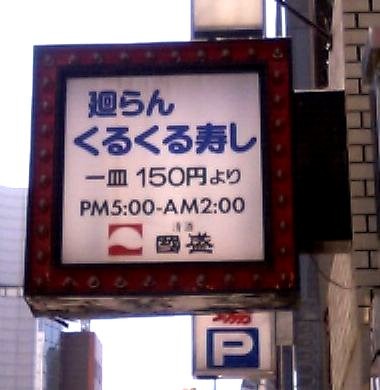 廻らん
くるくる寿し
一皿 150円より
PM5:00-AM2:00
清酒
國盛
P